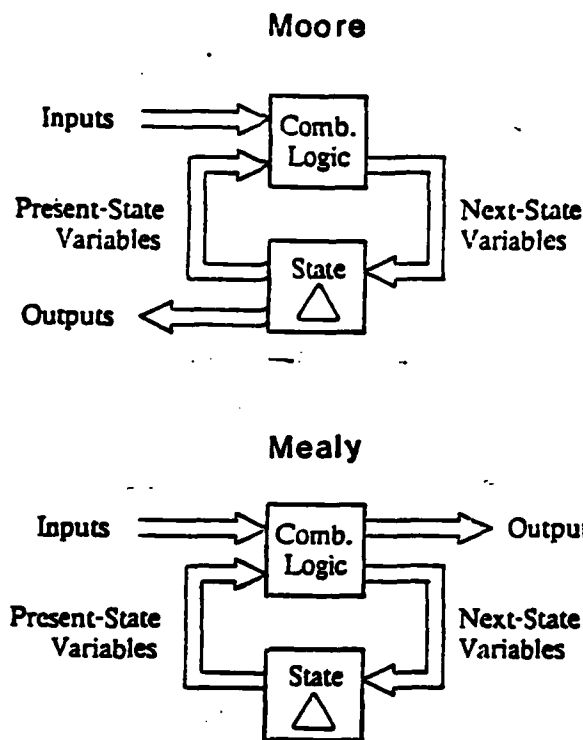 Moore
Inputs
Comb.
Logic
Present-State
Variables
Next-State
Variables
State
Outputs
Mealy
Inputs
Comb.
Logic
Output
Present-State
Variables
Next-State
Variables
State